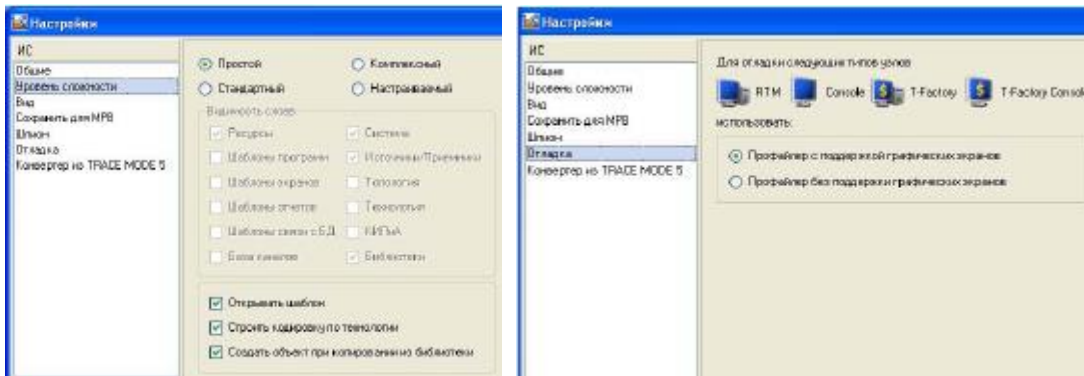 Настройки
ИС
Общие
Уровень сложности
Вид
Сохранить для МРВ
Шпион
Отладка
Конвертер из TRACE MODE 5
Простой
Комплексный
Стандартный
Настраиваемый
Видимость слоев
Ресурсы
Система
Шаблоны программ
Источники/Приемники
Шаблоны экранов
Топология
Шаблоны отчетов
Технология
Шаблоны связи с БД
КИПиА
База каналов
Библиотеки
Открывать шаблон
Строить кодировку по технологии
Создать объект при копировании из библиотеки
Настройки
ИС
Общие
Уровень сложности
Вид
Сохранить для МРВ
Шпион
Отладка
Конвертер из TRACE MODE 5
Для отладки следующих типов узлов
RTM
Console
T-Factory
T-Factory Console
использовать:
Профайлер с поддержкой графических экранов
Профайлер без поддержки графических экранов